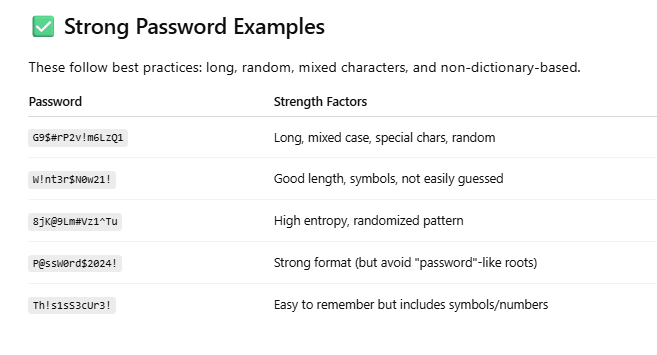 ✅ Strong Password Examples
These follow best practices: long, random, mixed characters, and non-dictionary-based.
Password Strength Factors
G9$#rP2v!m6LzQ1 Long, mixed case, special chars, random
W!nt3r$N0w21! Good length, symbols, not easily guessed
8jK@9Lm#Vz1^Tu High entropy, randomized pattern
P@ssW0rd$2024! Strong format (but avoid "password"-like roots)
Th!s1sS3cUr3! Easy to remember but includes symbols/numbers